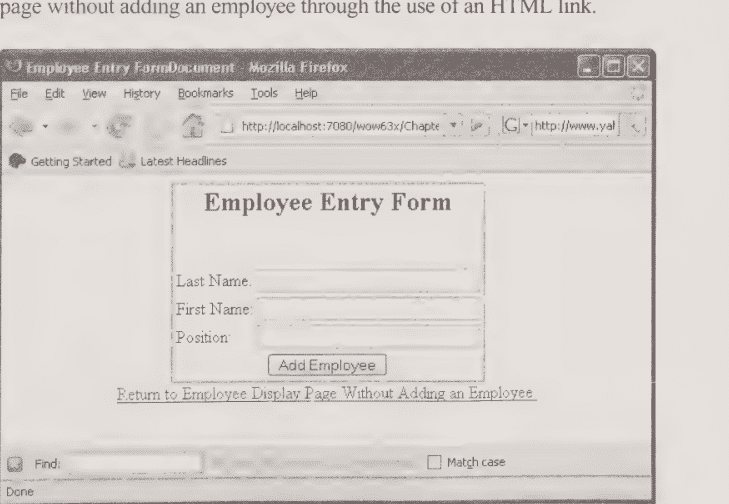 page without adding an employee through the use of an HTML link.
Employee Entry FormDocument - Mozilla Firefox
File Edit View History Bookmarks Tools Help
http://localhost:7080/wow63x/Chapte G http://www.yal
Getting Started Latest Headlines
Employee Entry Form
Last Name:
First Name:
Position:
Add Employee
Return to Employee Display Page Without Adding an Employee
Find: Match case
Done